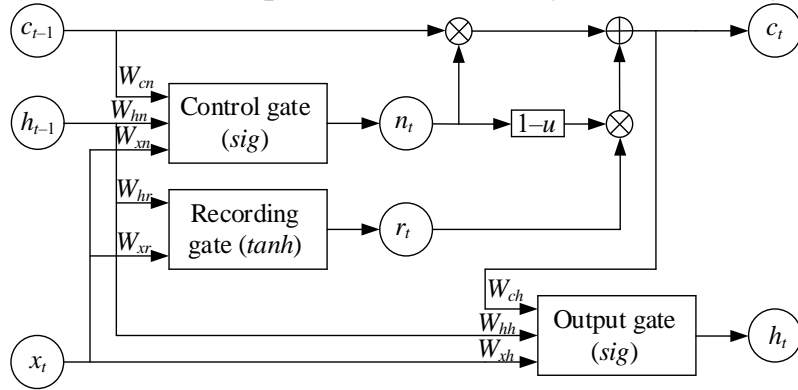 c_{t-1}
c_t
W_{cn}
h_{t-1}
W_{hn}
W_{xn}
Control gate
(sig)
n_t
1–u
W_{hr}
W_{xr}
Recording
gate (tanh)
r_t
W_{ch}
W_{hh}
W_{xh}
Output gate
(sig)
x_t
h_t